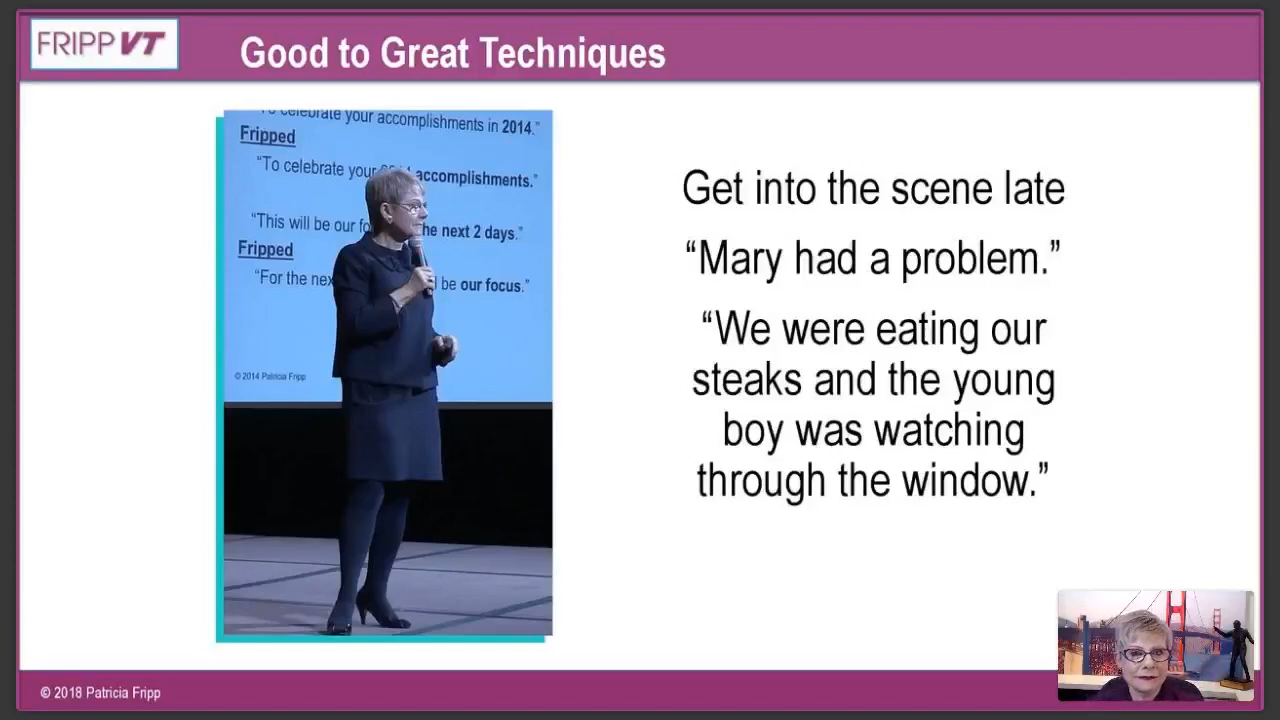 FRIPP VT
Good to Great Techniques
celebrate your accomplishments in 2014."
Fripped
"To celebrate your accomplishments."
"This will be our the next 2 days."
Fripped
"For the be our focus."
© 2014 Patricia Fripp
Get into the scene late
“Mary had a problem.”
“We were eating our
steaks and the young
boy was watching
through the window.”
© 2018 Patricia Fripp